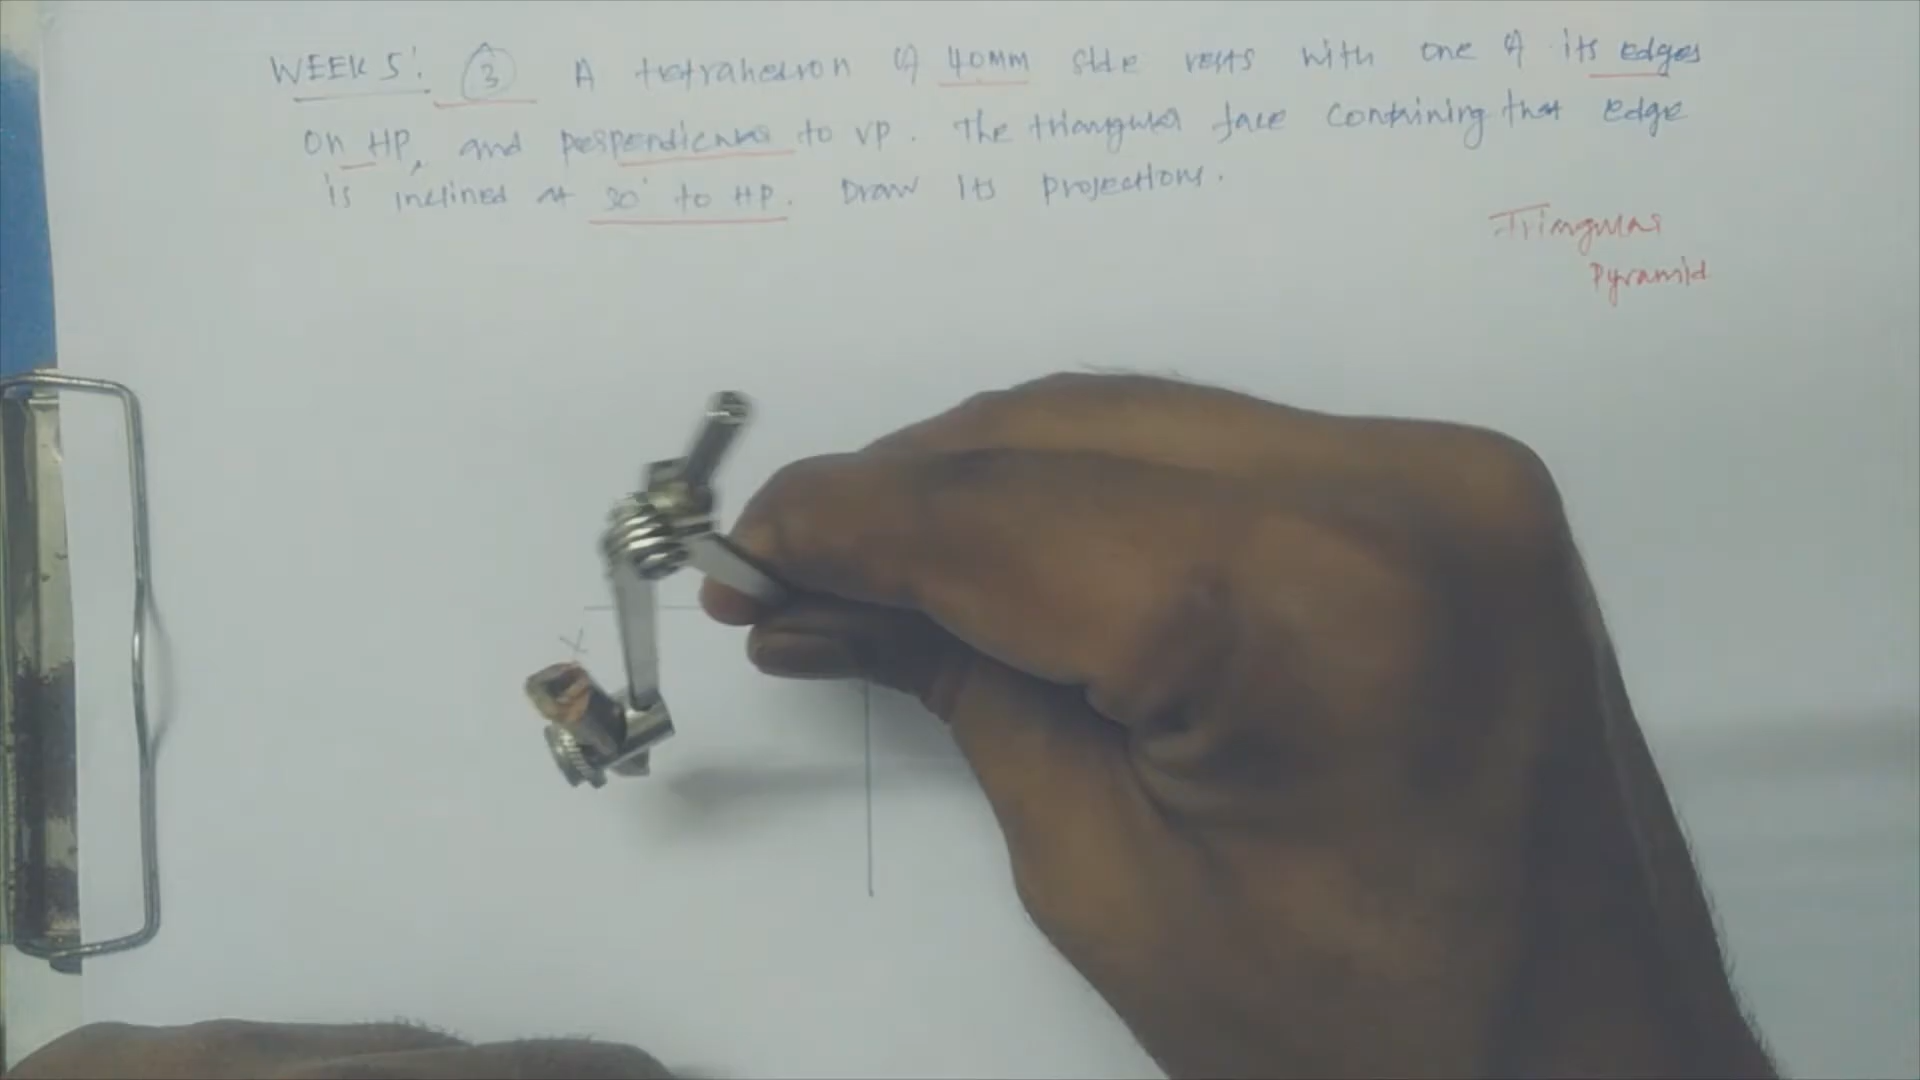 WEEK 5: 3 A tetrahedron of 40MM side rests with one of its edges
on HP, and perpendicular to VP. The triangular face containing that edge
is inclined at 30° to HP. Draw its projections.
Triangular
Pyramid
X